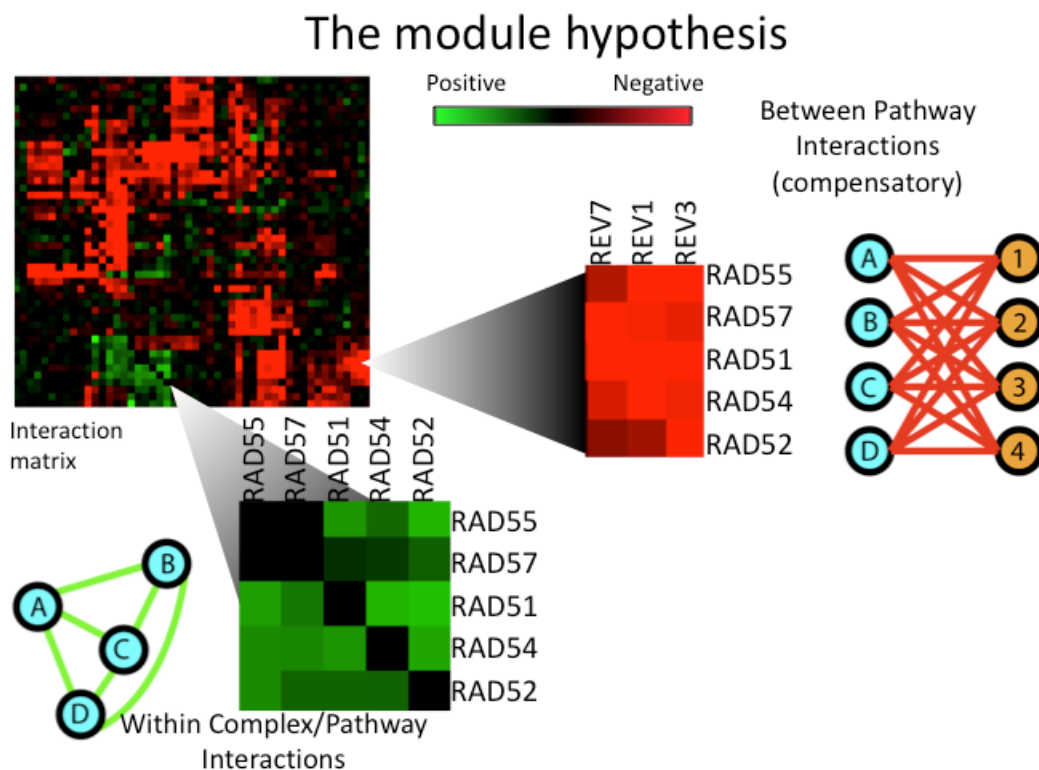 The module hypothesis
Positive
Negative
Between Pathway
Interactions
(compensatory)
Interaction
matrix
REV7
REV1
REV3
RAD55
RAD57
RAD51
RAD54
RAD52
A
B
C
D
1
2
3
4
RAD55
RAD57
RAD51
RAD54
RAD52
RAD55
RAD57
RAD51
RAD54
RAD52
A
B
C
D
Within Complex/Pathway
Interactions